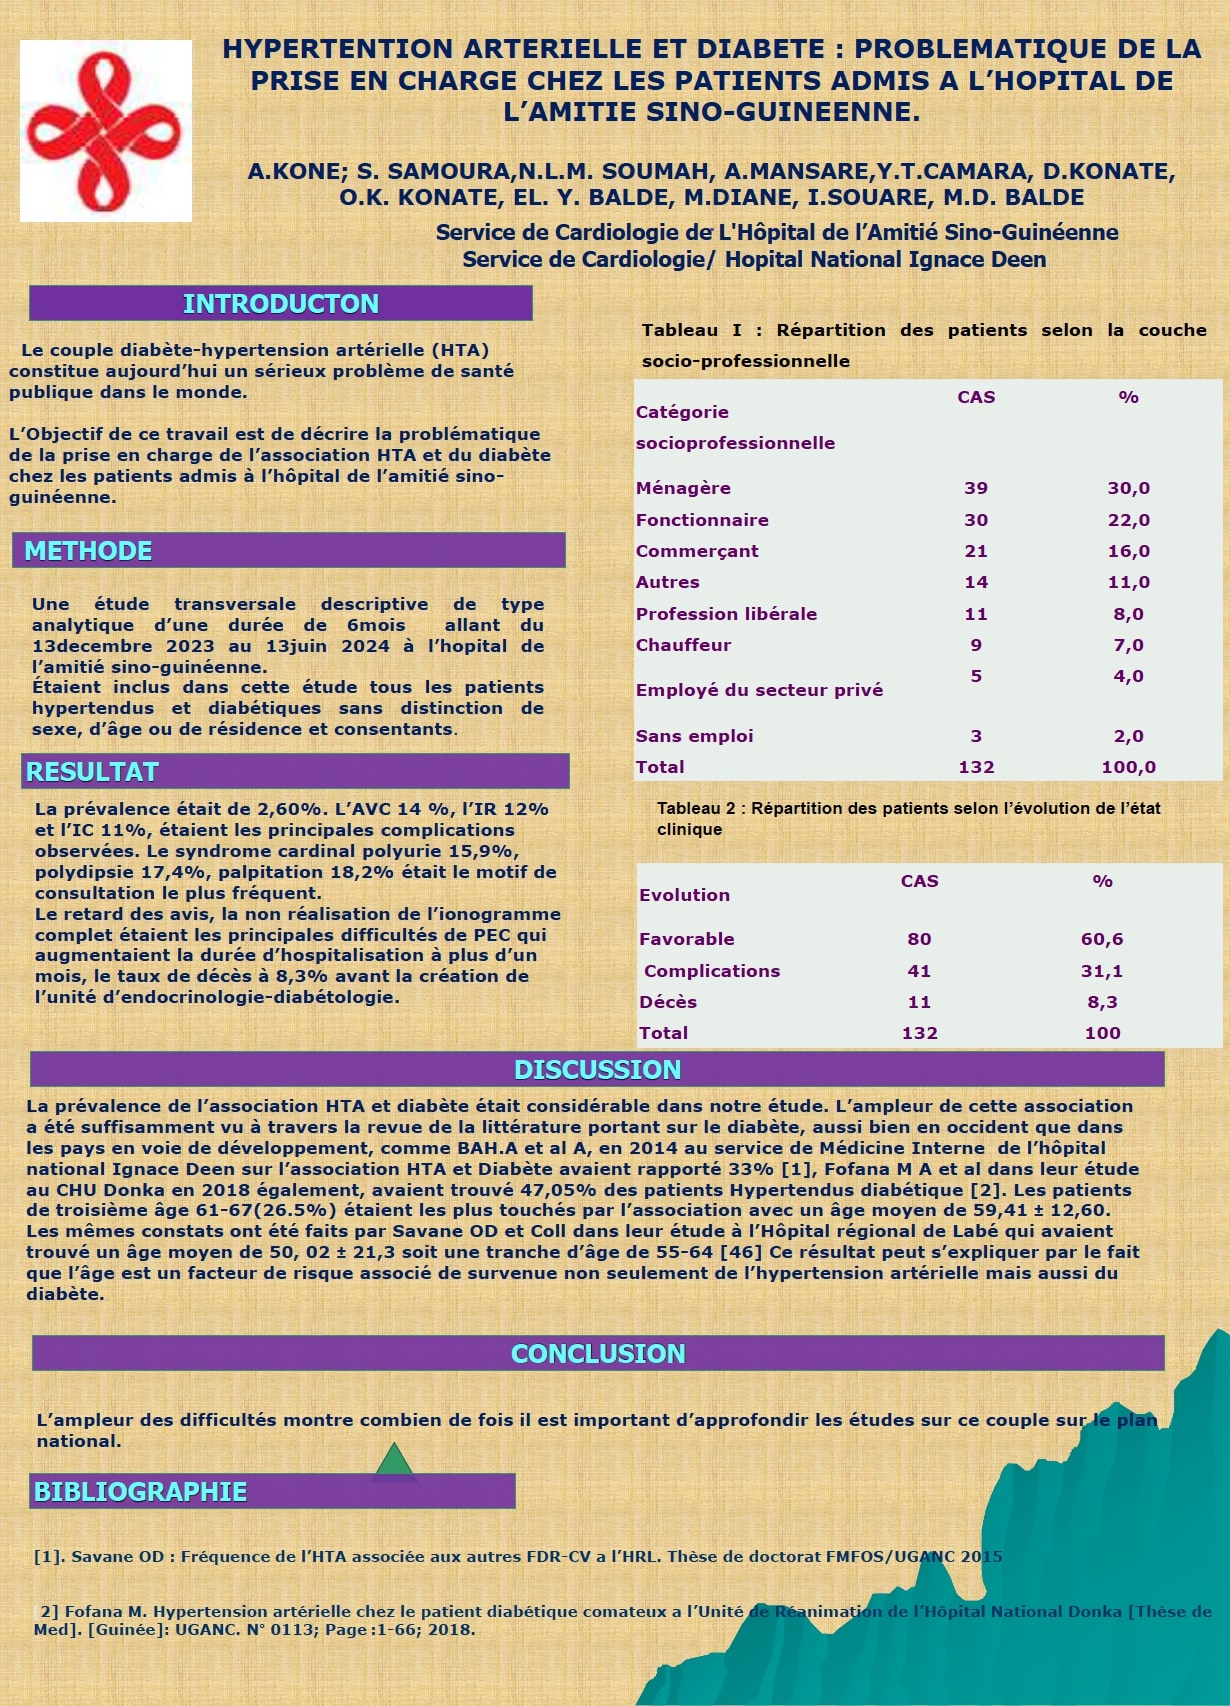 HYPERTENTION ARTERIELLE ET DIABETE : PROBLEMATIQUE DE LA
PRISE EN CHARGE CHEZ LES PATIENTS ADMIS A L’HOPITAL DE
L’AMITIE SINO-GUINEENNE.
A.KONE; S. SAMOURA,N.L.M. SOUMAH, A.MANSARE,Y.T.CAMARA, D.KONATE,
O.K. KONATE, EL. Y. BALDE, M.DIANE, I.SOUARE, M.D. BALDE
Service de Cardiologie de L'Hôpital de l’Amitié Sino-Guinéenne
Service de Cardiologie/ Hopital National Ignace Deen
INTRODUCTON
Le couple diabète-hypertension artérielle (HTA)
constitue aujourd’hui un sérieux problème de santé
publique dans le monde.
L’Objectif de ce travail est de décrire la problématique
de la prise en charge de l’association HTA et du diabète
chez les patients admis à l’hôpital de l’amitié sino-
guinéenne.
METHODE
Une étude transversale descriptive de type
analytique d’une durée de 6mois allant du
13decembre 2023 au 13juin 2024 à l’hopital de
l’amitié sino-guinéenne.
Étaient inclus dans cette étude tous les patients
hypertendus et diabétiques sans distinction de
sexe, d’âge ou de résidence et consentants.
RESULTAT
La prévalence était de 2,60%. L’AVC 14 %, l’IR 12%
et l’IC 11%, étaient les principales complications
observées. Le syndrome cardinal polyurie 15,9%,
polydipsie 17,4%, palpitation 18,2% était le motif de
consultation le plus fréquent.
Le retard des avis, la non réalisation de l’ionogramme
complet étaient les principales difficultés de PEC qui
augmentaient la durée d’hospitalisation à plus d’un
mois, le taux de décès à 8,3% avant la création de
l’unité d’endocrinologie-diabétologie.
Tableau I : Répartition des patients selon la couche
socio-professionnelle
Catégorie socioprofessionnelle CAS %
Ménagère 39 30,0
Fonctionnaire 30 22,0
Commerçant 21 16,0
Autres 14 11,0
Profession libérale 11 8,0
Chauffeur 9 7,0
Employé du secteur privé 5 4,0
Sans emploi 3 2,0
Total 132 100,0
Tableau 2 : Répartition des patients selon l’évolution de l’état
clinique
Evolution CAS %
Favorable 80 60,6
Complications 41 31,1
Décès 11 8,3
Total 132 100
DISCUSSION
La prévalence de l’association HTA et diabète était considérable dans notre étude. L’ampleur de cette association
a été suffisamment vu à travers la revue de la littérature portant sur le diabète, aussi bien en occident que dans
les pays en voie de développement, comme BAH.A et al A, en 2014 au service de Médicine Interne de l’hôpital
national Ignace Deen sur l’association HTA et Diabète avaient rapporté 33% [1], Fofana M A et al dans leur étude
au CHU Donka en 2018 également, avaient trouvé 47,05% des patients Hypertendus diabétique [2]. Les patients
de troisième âge 61-67(26.5%) étaient les plus touchés par l’association avec un âge moyen de 59,41 ± 12,60.
Les mêmes constats ont été faits par Savane OD et Coll dans leur étude à l’Hôpital régional de Labé qui avaient
trouvé un âge moyen de 50, 02 ± 21,3 soit une tranche d’âge de 55-64 [46] Ce résultat peut s’expliquer par le fait
que l’âge est un facteur de risque associé de survenue non seulement de l’hypertension artérielle mais aussi du
diabète.
CONCLUSION
L’ampleur des difficultés montre combien de fois il est important d’approfondir les études sur ce couple sur le plan
national.
BIBLIOGRAPHIE
[1]. Savane OD : Fréquence de l’HTA associée aux autres FDR-CV a l’HRL. Thèse de doctorat FMFOS/UGANC 2015
[2] Fofana M. Hypertension artérielle chez le patient diabétique comateux a l’Unité de Réanimation de l’Hôpital National Donka [Thèse de
Med]. [Guinée]: UGANC. N° 0113; Page :1-66; 2018.